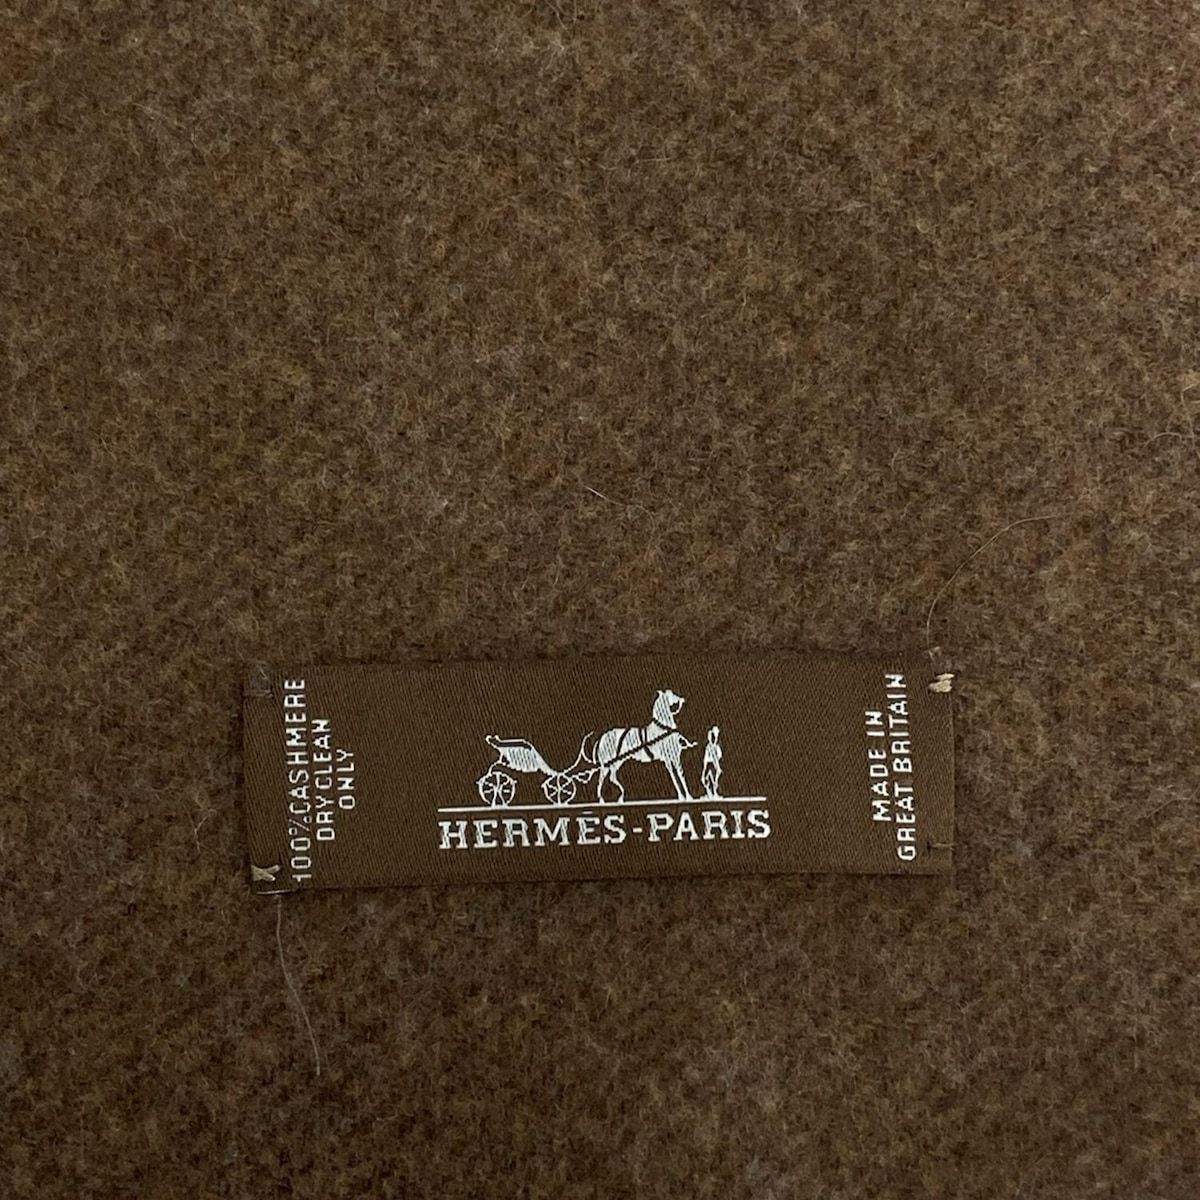 100%CASHMERE
DRY CLEAN
ONLY
HERMÈS-PARIS
MADE IN
GREAT BRITAIN